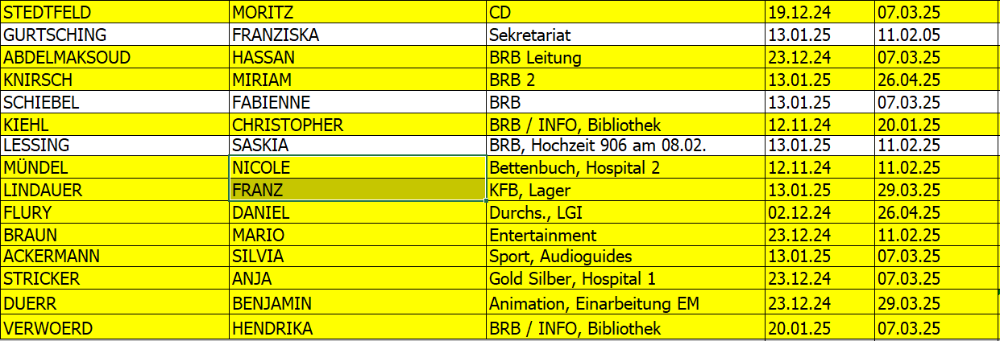 STEDTFELD MORITZ CD 19.12.24 07.03.25
GURTSCHING FRANZISKA Sekretariat 13.01.25 11.02.05
ABDELMAKSOUD HASSAN BRB Leitung 23.12.24 07.03.25
KNIRSCH MIRIAM BRB 2 13.01.25 26.04.25
SCHIEBEL FABIENNE BRB 13.01.25 07.03.25
KIEHL CHRISTOPHER BRB / INFO, Bibliothek 12.11.24 20.01.25
LESSING SASKIA BRB, Hochzeit 906 am 08.02. 13.01.25 11.02.25
MÜNDEL NICOLE Bettenbuch, Hospital 2 12.11.24 11.02.25
LINDAUER FRANZ KFB, Lager 13.01.25 29.03.25
FLURY DANIEL Durchs., LGI 02.12.24 26.04.25
BRAUN MARIO Entertainment 23.12.24 11.02.25
ACKERMANN SILVIA Sport, Audioguides 13.01.25 07.03.25
STRICKER ANJA Gold Silber, Hospital 1 23.12.24 07.03.25
DUERR BENJAMIN Animation, Einarbeitung EM 23.12.24 29.03.25
VERWOERD HENDRIKA BRB / INFO, Bibliothek 20.01.25 07.03.25